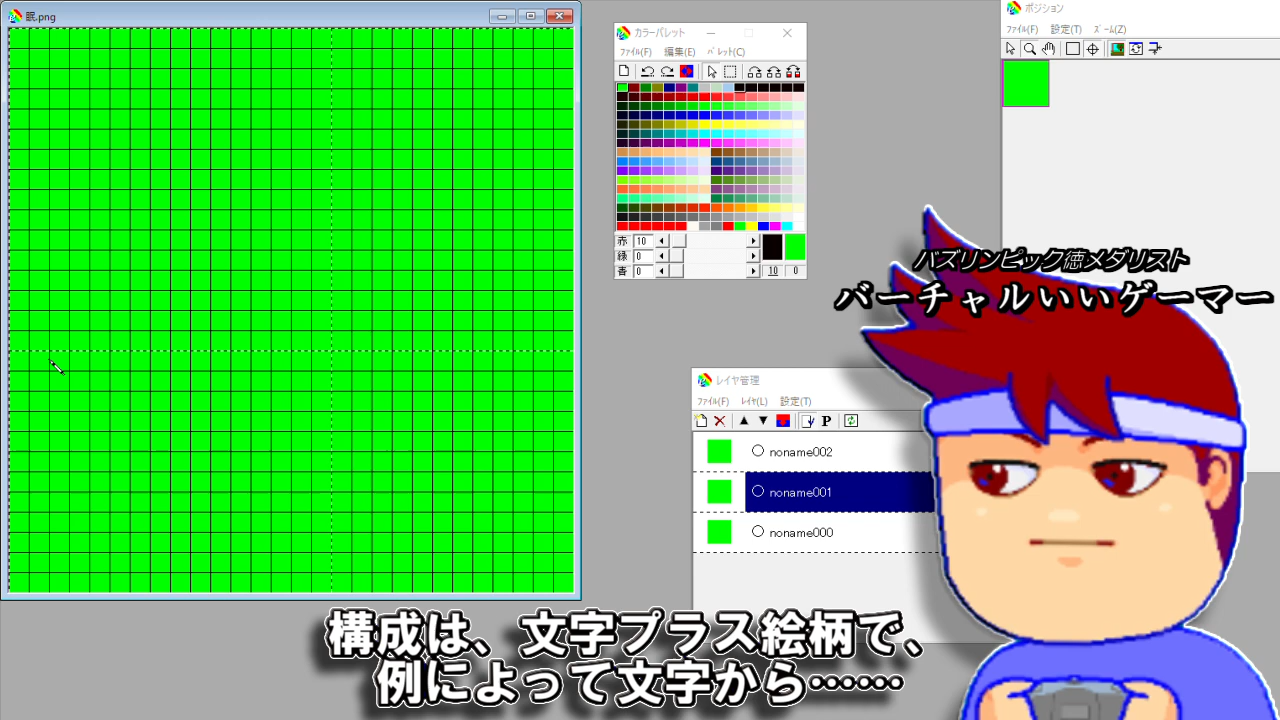 眠.png
カラーパレット
ﾌｧｲﾙ(F) 編集(E) ﾊﾟﾚｯﾄ(C)
赤 10
緑 0
青 0
10 0
ポジション
ﾌｧｲﾙ(F) 設定(T) ｽﾞｰﾑ(Z)
バズリンピック徳メダリスト
バーチャルいいゲーマー
レイヤ管理
ﾌｧｲﾙ(F) ﾚｲﾔ(L) 設定(T)
P
noname002
noname001
noname000
構成は、文字プラス絵柄で、
例によって文字から……